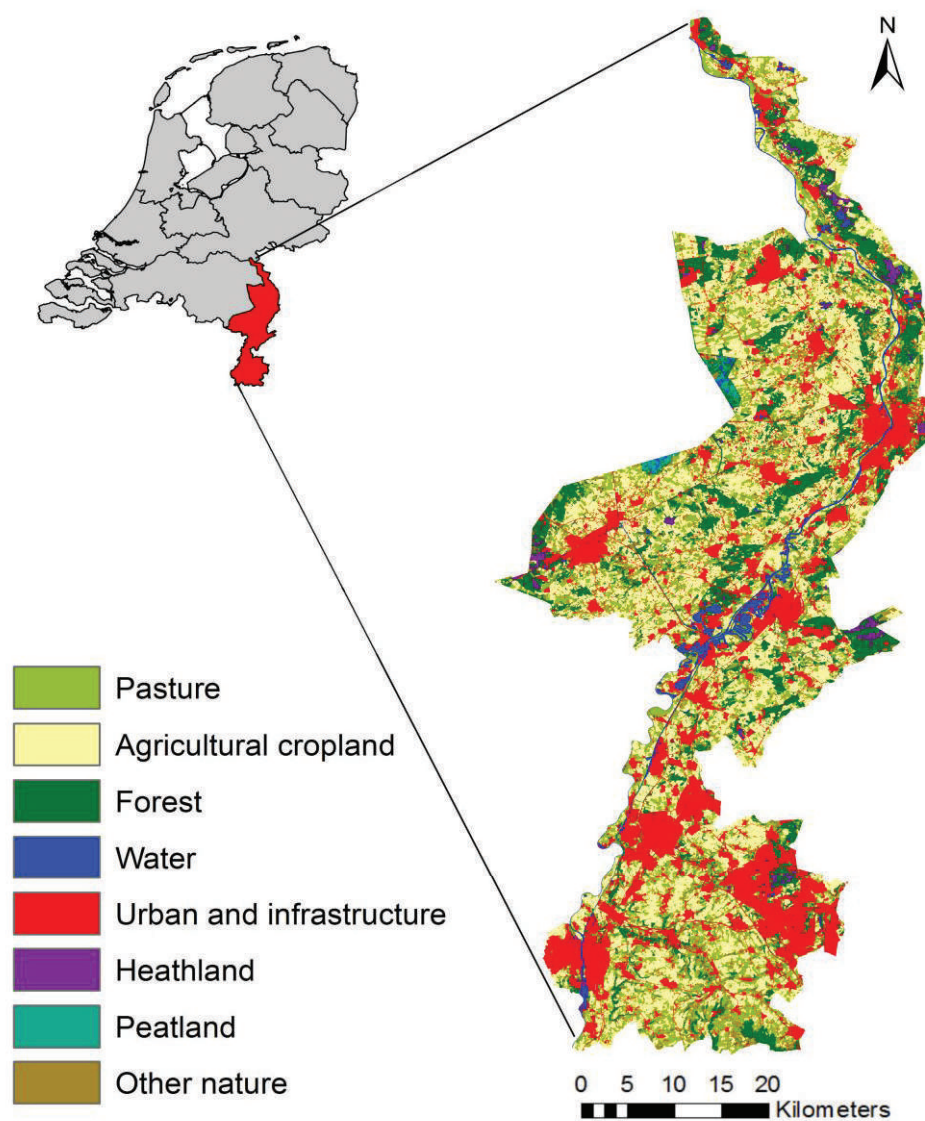 N
Pasture
Agricultural cropland
Forest
Water
Urban and infrastructure
Heathland
Peatland
Other nature
0 5 10 15 20
Kilometers